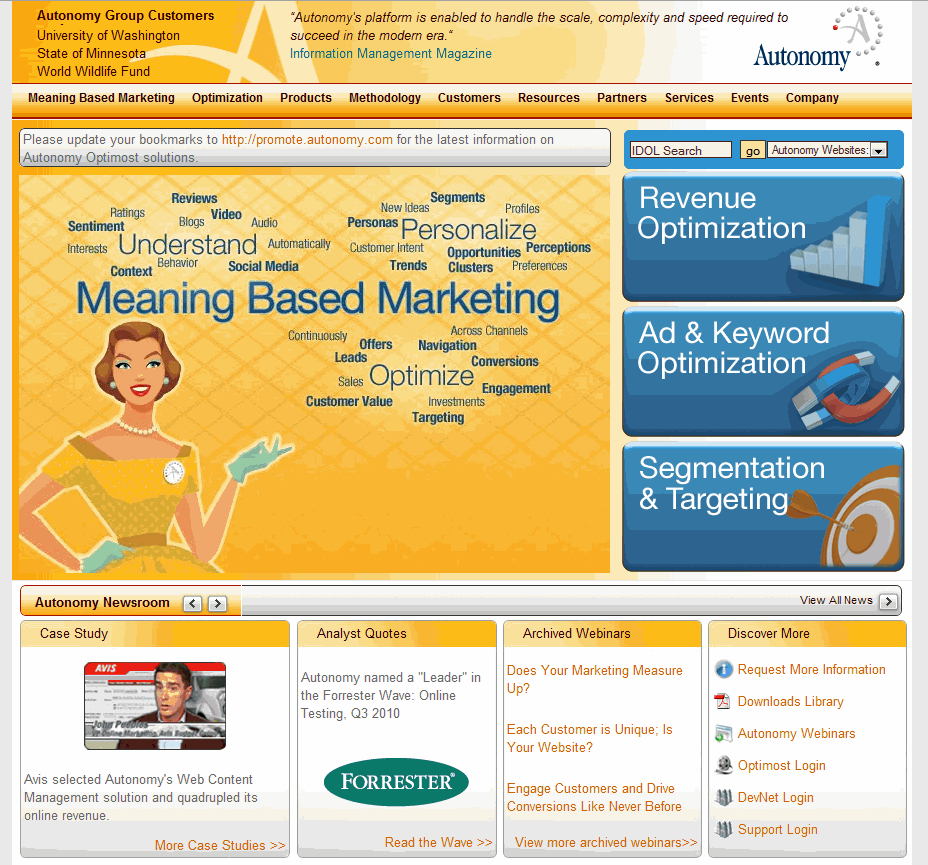 Autonomy Group Customers
University of Washington
State of Minnesota
World Wildlife Fund
"Autonomy's platform is enabled to handle the scale, complexity and speed required to
succeed in the modern era."
Information Management Magazine
Autonomy
Meaning Based Marketing Optimization Products Methodology Customers Resources Partners Services Events Company
Please update your bookmarks to http://promote.autonomy.com for the latest information on
Autonomy Optimost solutions.
IDOL Search go Autonomy Websites:
Reviews
Ratings Blogs Video Audio
Sentiment
Interests Understand Automatically
Context Behavior Social Media
Segments
New Ideas Profiles
Personas Personalize
Customer Intent Opportunities Perceptions
Trends Clusters Preferences
Meaning Based Marketing
Continuously Across Channels
Offers Navigation
Leads Conversions
Sales Optimize Engagement
Customer Value Investments
Targeting
Revenue
Optimization
Ad & Keyword
Optimization
Segmentation
& Targeting
Autonomy Newsroom
View All News
Case Study
AVIS
John Peebles
VP Online Marketing, Avis Budget Group
Avis selected Autonomy's Web Content
Management solution and quadrupled its
online revenue.
More Case Studies >>
Analyst Quotes
Autonomy named a "Leader" in
the Forrester Wave: Online
Testing, Q3 2010
FORRESTER®
Read the Wave >>
Archived Webinars
Does Your Marketing Measure
Up?
Each Customer is Unique; Is
Your Website?
Engage Customers and Drive
Conversions Like Never Before
View more archived webinars>>
Discover More
Request More Information
Downloads Library
Autonomy Webinars
Optimost Login
DevNet Login
Support Login